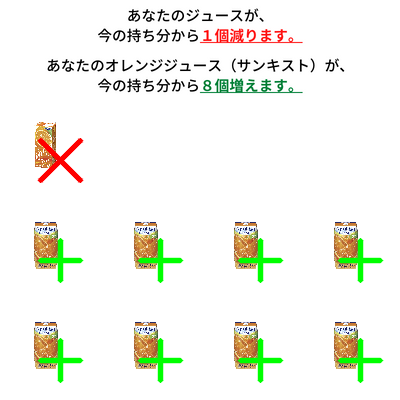 あなたのジュースが、
今の持ち分から１個減ります。
あなたのオレンジジュース（サンキスト）が、
今の持ち分から８個増えます。